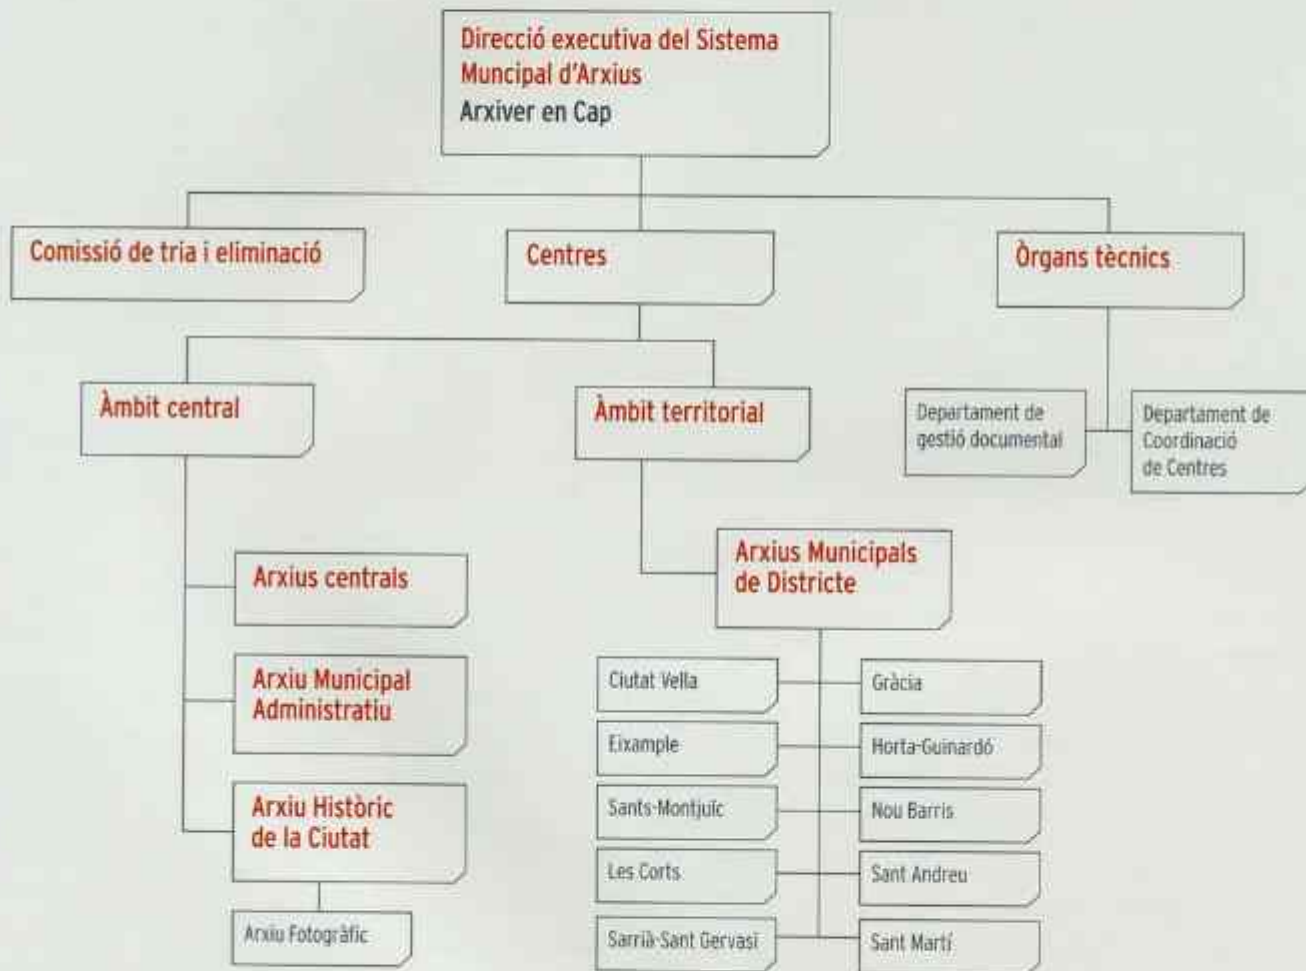 Direcció executiva del Sistema
Muncipal d'Arxius
Arxiver en Cap
Comissió de tria i eliminació
Centres
Òrgans tècnics
Àmbit central
Àmbit territorial
Departament de
gestió documental
Departament de
Coordinació
de Centres
Arxius centrals
Arxiu Municipal
Administratiu
Arxiu Històric
de la Ciutat
Arxiu Fotogràfic
Arxius Municipals
de Districte
Ciutat Vella
Gràcia
Eixample
Horta-Guinardó
Sants-Montjuïc
Nou Barris
Les Corts
Sant Andreu
Sarrià-Sant Gervasi
Sant Martí